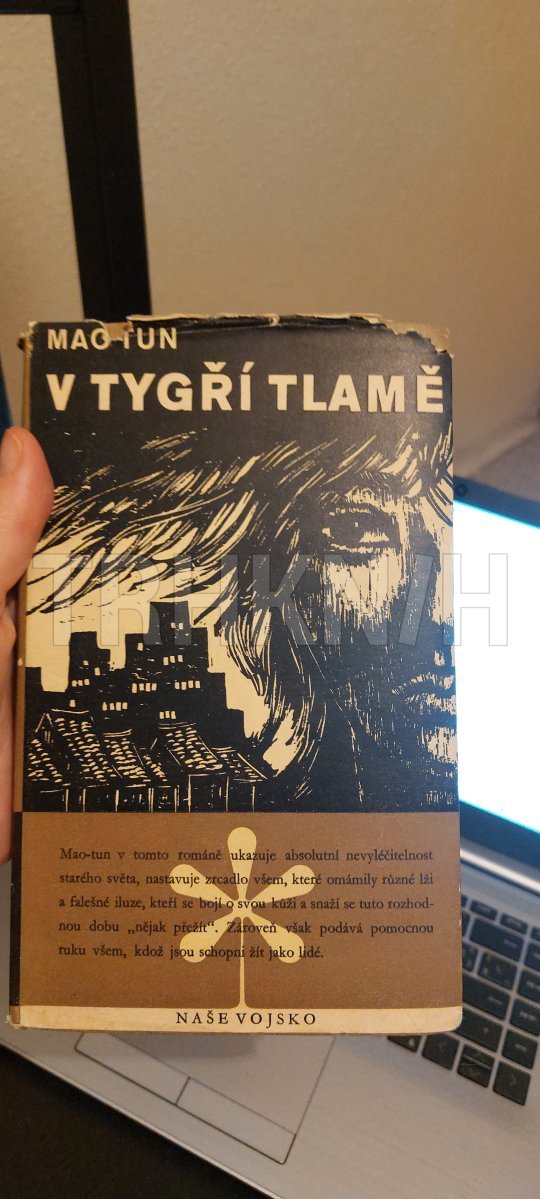 MAO-TUN
V TYGŘÍ TLAMĚ
TRHKNIH
Mao-tun v tomto románě ukazuje absolutní nevyléčitelnost
starého světa, nastavuje zrcadlo všem, které omámily různé lži
a falešné iluze, kteří se bojí o svou kůži a snaží se tuto rozhod-
nou dobu „nějak přežít“. Zároveň však podává pomocnou
ruku všem, kdož jsou schopni žít jako lidé.
NAŠE VOJSKO